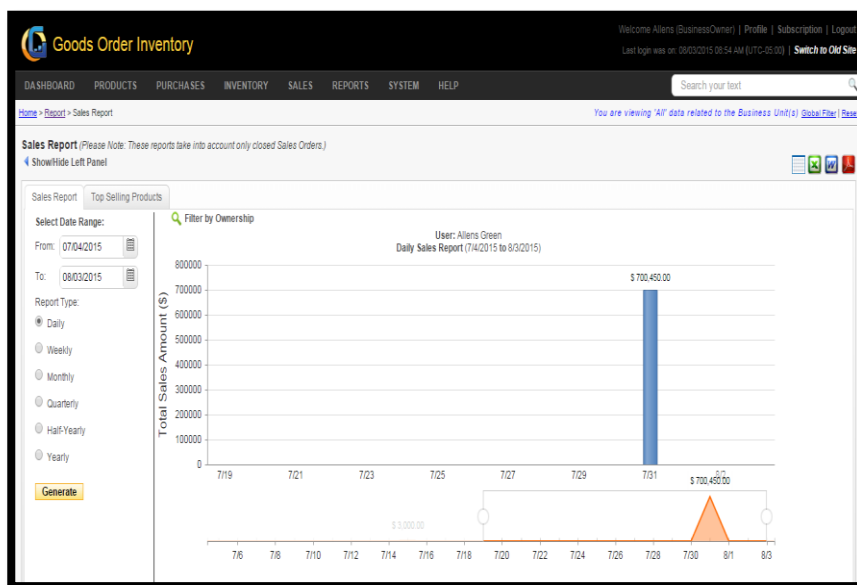 Goods Order Inventory
Welcome Allens (BusinessOwner) | Profile | Subscription | Logout
Last login was on: 08/03/2015 08:54 AM (UTC-05:00) | Switch to Old Site
DASHBOARD PRODUCTS PURCHASES INVENTORY SALES REPORTS SYSTEM HELP
Search your text
Home > Report > Sales Report
You are viewing 'All' data related to the Business Unit(s) Global Filter | Reset
Sales Report (Please Note: These reports take into account only closed Sales Orders.)
Show/Hide Left Panel
Sales Report Top Selling Products
Select Date Range:
From: 07/04/2015
To: 08/03/2015
Report Type:
Daily
Weekly
Monthly
Quarterly
Half-Yearly
Yearly
Generate
Filter by Ownership
User: Allens Green
Daily Sales Report (7/4/2015 to 8/3/2015)
Total Sales Amount ($)
800000
700000
600000
500000
400000
300000
200000
100000
0
$ 700,450.00
7/19 7/21 7/23 7/25 7/27 7/29 7/31 8/2
$ 700,450.00
$ 3,000.00
7/6 7/8 7/10 7/12 7/14 7/16 7/18 7/20 7/22 7/24 7/26 7/28 7/30 8/1 8/3